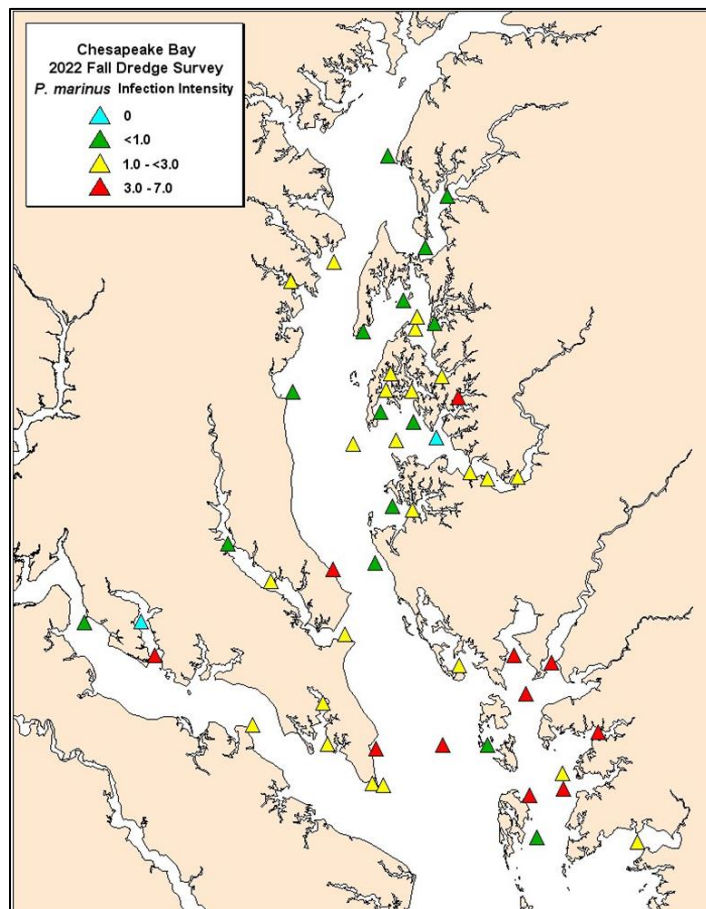 Chesapeake Bay
2022 Fall Dredge Survey
P. marinus Infection Intensity
0
<1.0
1.0 - <3.0
3.0 - 7.0